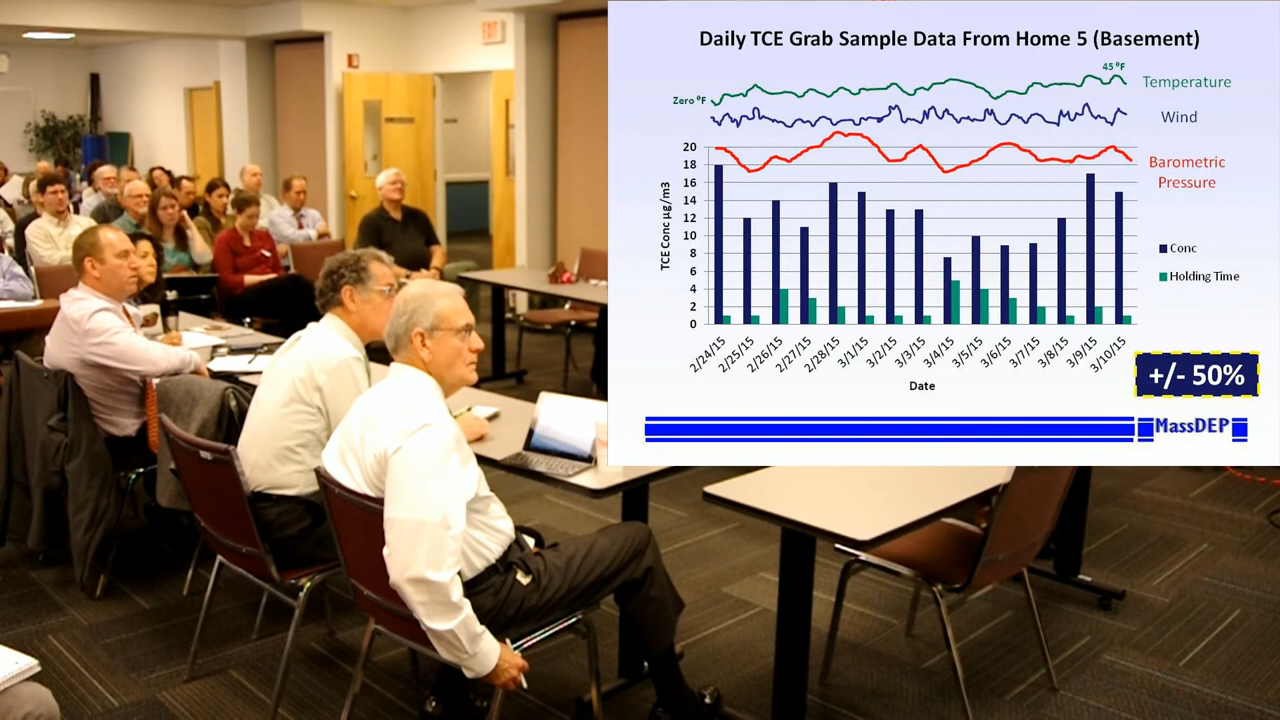 EXIT
Daily TCE Grab Sample Data From Home 5 (Basement)
45 ⁰F
Temperature
Zero ⁰F
Wind
Barometric
Pressure
20
18
16
14
12
10
8
6
4
2
0
TCE Conc µg/m3
Conc
Holding Time
2/24/15
2/25/15
2/26/15
2/27/15
2/28/15
3/1/15
3/2/15
3/3/15
3/4/15
3/5/15
3/6/15
3/7/15
3/8/15
3/9/15
3/10/15
Date
+/- 50%
MassDEP